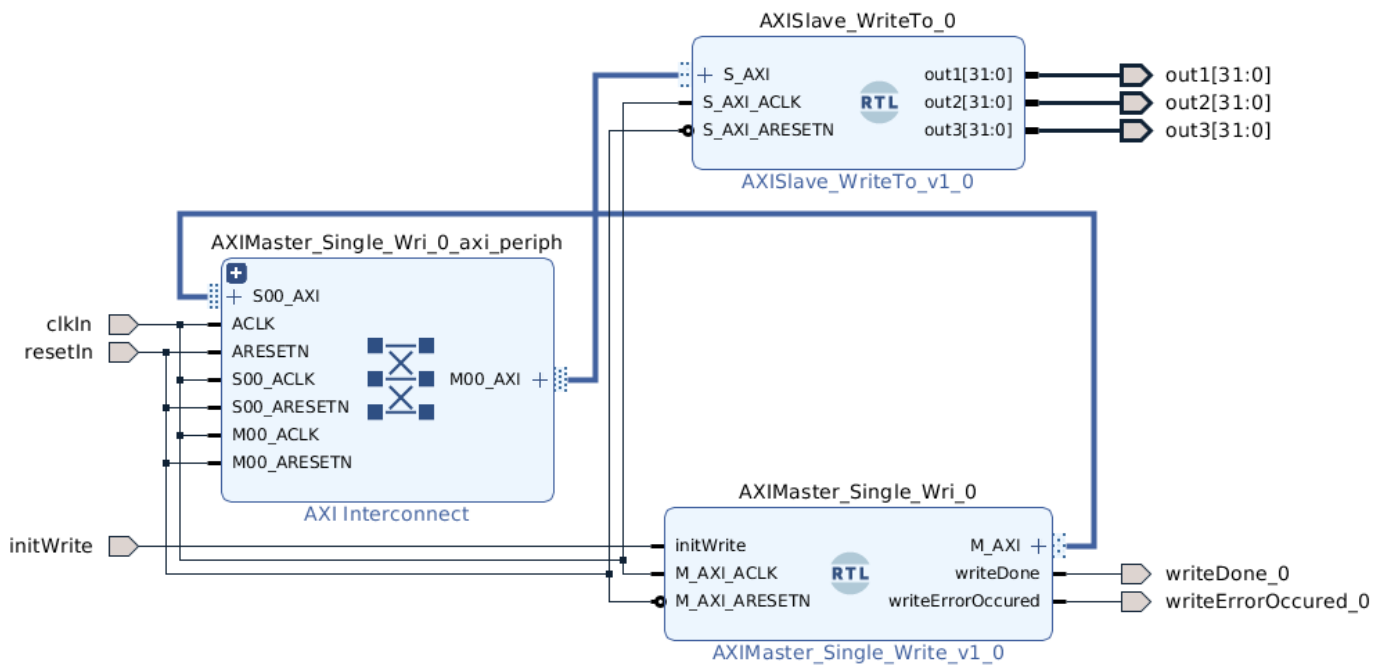 AXISlave_WriteTo_0
S_AXI
S_AXI_ACLK
S_AXI_ARESETN
RTL
out1[31:0]
out2[31:0]
out3[31:0]
out1[31:0]
out2[31:0]
out3[31:0]
AXISlave_WriteTo_v1_0
AXIMaster_Single_Wri_0_axi_periph
S00_AXI
ACLK
ARESETN
S00_ACLK
S00_ARESETN
M00_ACLK
M00_ARESETN
M00_AXI
AXI Interconnect
clkIn
resetIn
initWrite
AXIMaster_Single_Wri_0
initWrite
M_AXI_ACLK
M_AXI_ARESETN
RTL
M_AXI
writeDone
writeErrorOccured
writeDone_0
writeErrorOccured_0
AXIMaster_Single_Write_v1_0